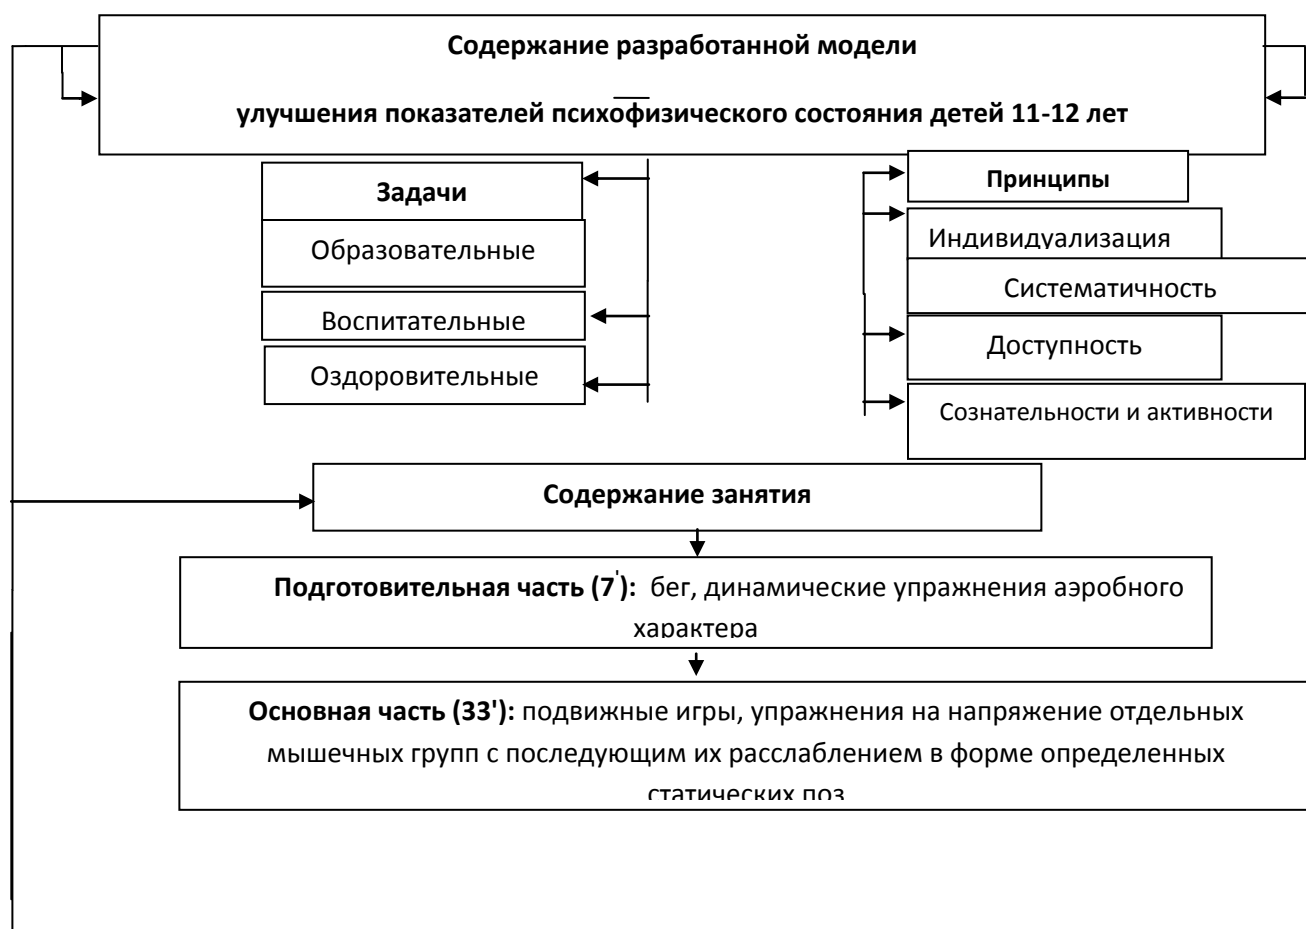 Содержание разработанной модели
улучшения показателей психофизического состояния детей 11-12 лет
Задачи
Образовательные
Воспитательные
Оздоровительные
Принципы
Индивидуализация
Систематичность
Доступность
Сознательности и активности
Содержание занятия
Подготовительная часть (7'): бег, динамические упражнения аэробного
характера
Основная часть (33'): подвижные игры, упражнения на напряжение отдельных
мышечных групп с последующим их расслаблением в форме определенных
статических поз